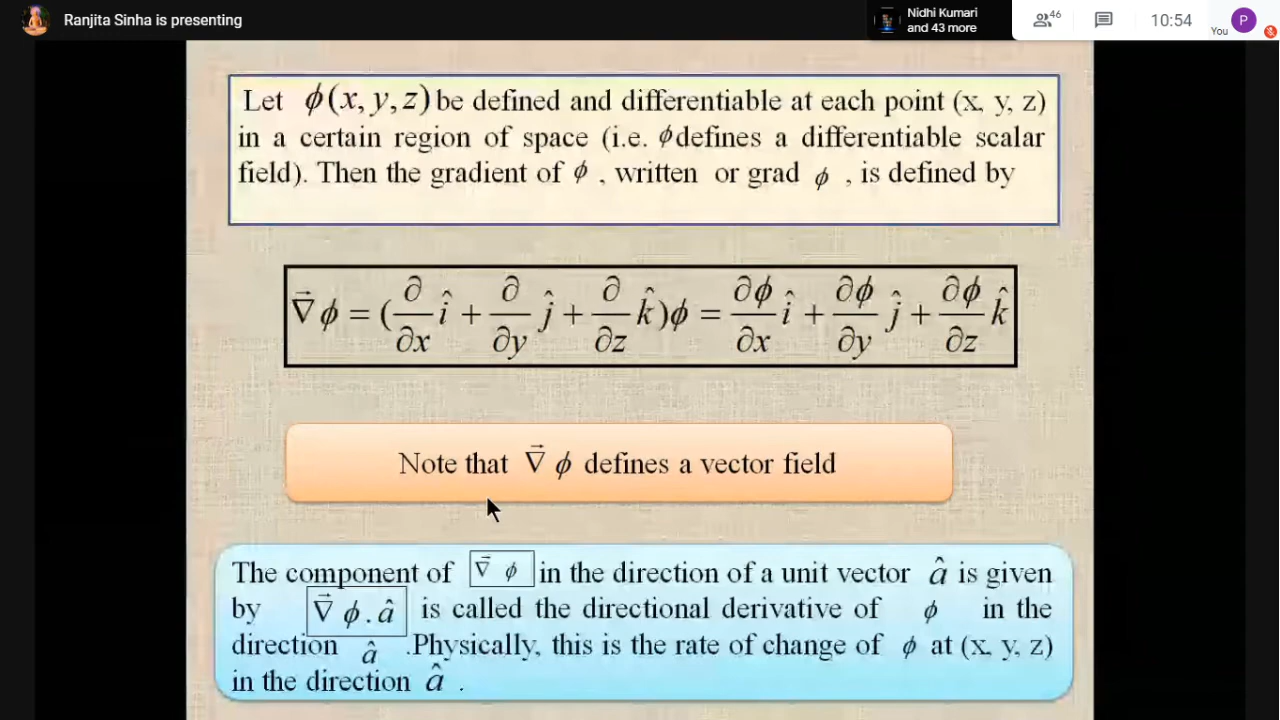 Ranjita Sinha is presenting
Nidhi Kumari
and 43 more
46
10:54
You
P
Let ϕ(x, y, z) be defined and differentiable at each point (x, y, z)
in a certain region of space (i.e. ϕ defines a differentiable scalar
field). Then the gradient of ϕ , written or grad ϕ , is defined by
∇⃗ ϕ = (∂/∂x î + ∂/∂y ĵ + ∂/∂z k̂)ϕ = ∂ϕ/∂x î + ∂ϕ/∂y ĵ + ∂ϕ/∂z k̂
Note that ∇⃗ ϕ defines a vector field
The component of ∇⃗ ϕ in the direction of a unit vector â is given
by ∇⃗ ϕ . â is called the directional derivative of ϕ in the
direction â .Physically, this is the rate of change of ϕ at (x, y, z)
in the direction â .